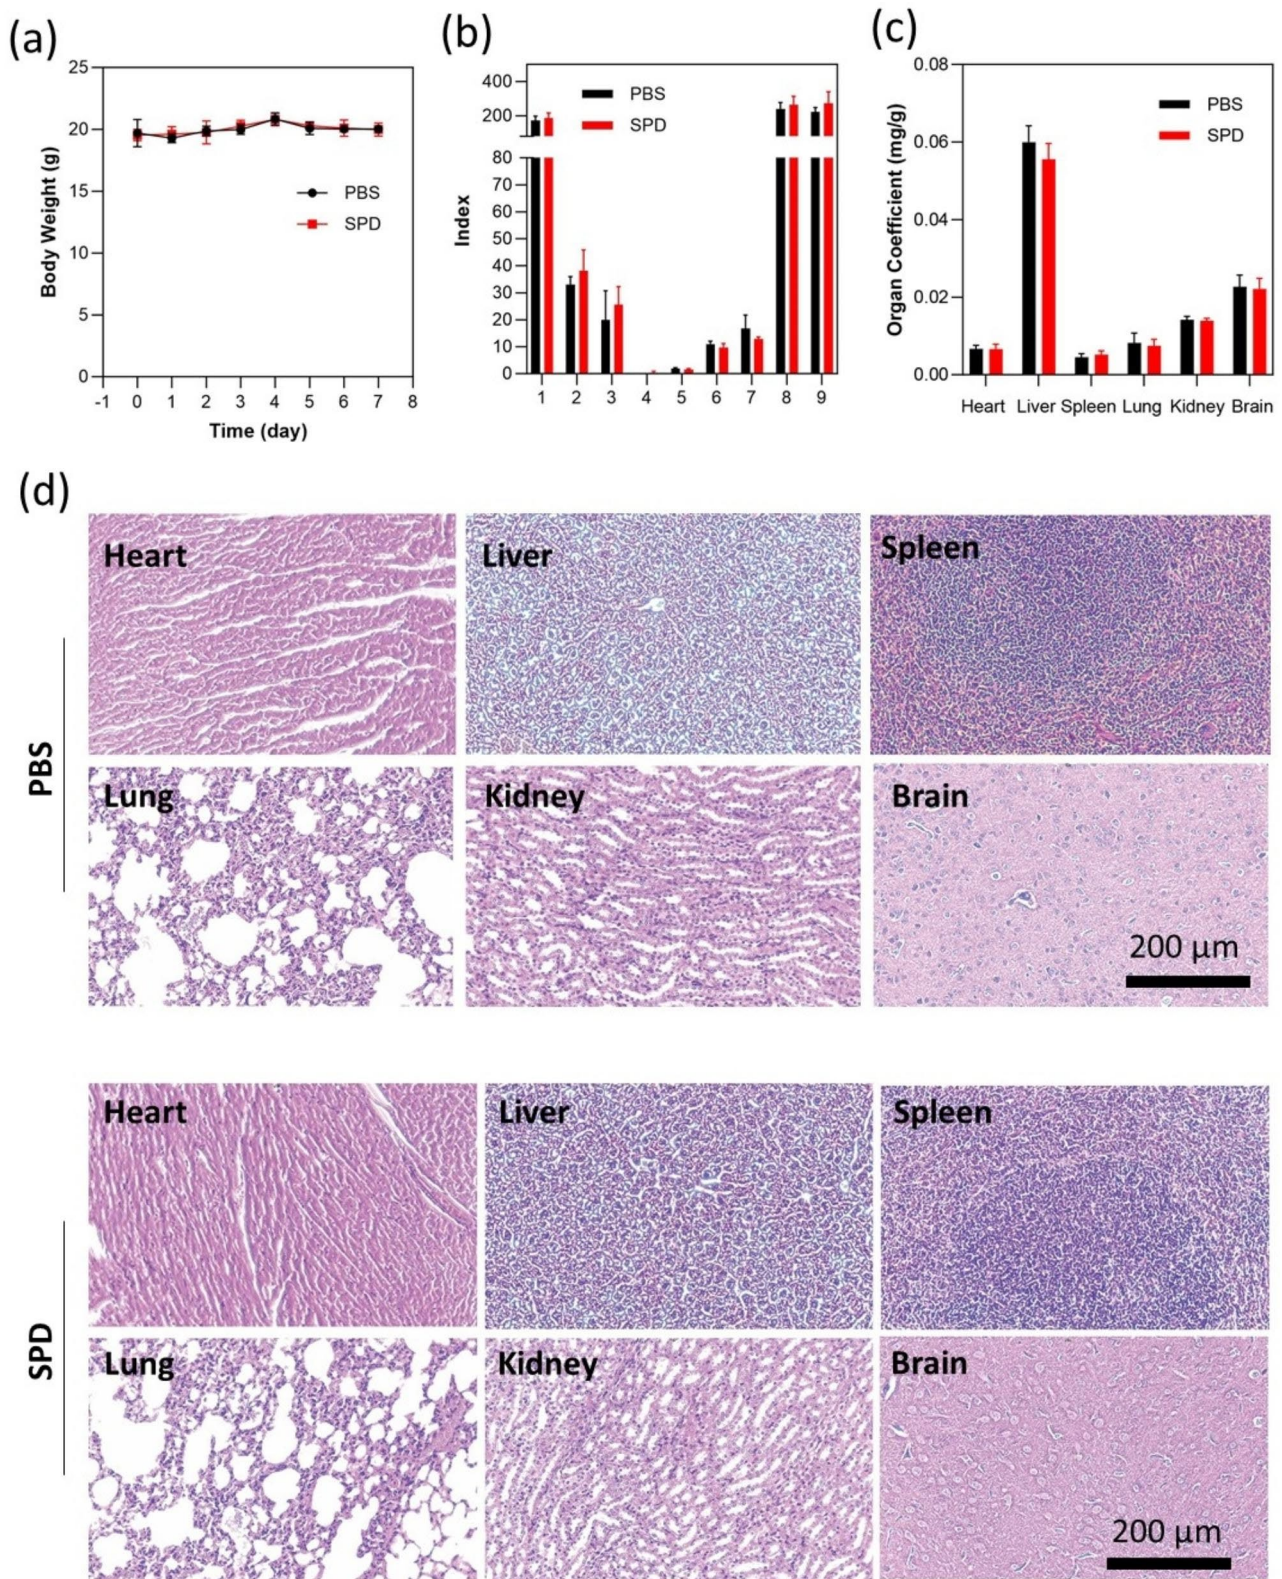 (a)
25
20
15
10
5
0
Body Weight (g)
PBS
SPD
-1 0 1 2 3 4 5 6 7 8
Time (day)
(b)
400
200
80
70
60
50
40
30
20
10
0
Index
PBS
SPD
1 2 3 4 5 6 7 8 9
(c)
0.08
0.06
0.04
0.02
0.00
Organ Coefficient (mg/g)
PBS
SPD
Heart Liver Spleen Lung Kidney Brain
(d)
PBS
Heart Liver Spleen
Lung Kidney Brain
200 μm
SPD
Heart Liver Spleen
Lung Kidney Brain
200 μm